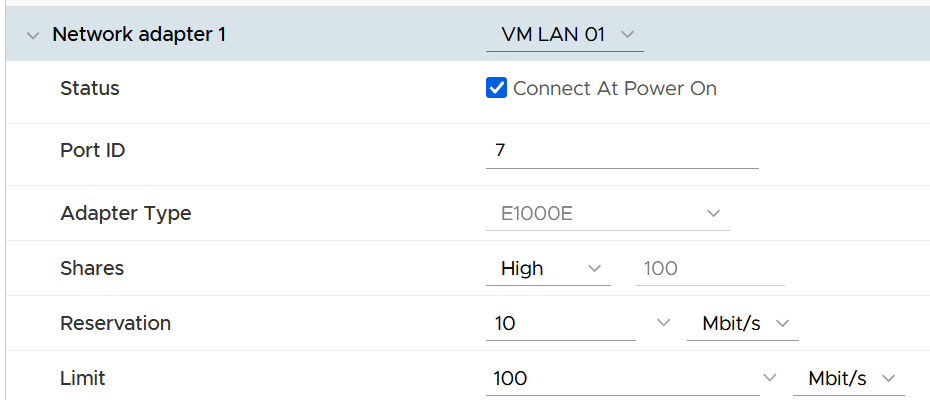 Network adapter 1 VM LAN 01
Status Connect At Power On
Port ID 7
Adapter Type E1000E
Shares High 100
Reservation 10 Mbit/s
Limit 100 Mbit/s